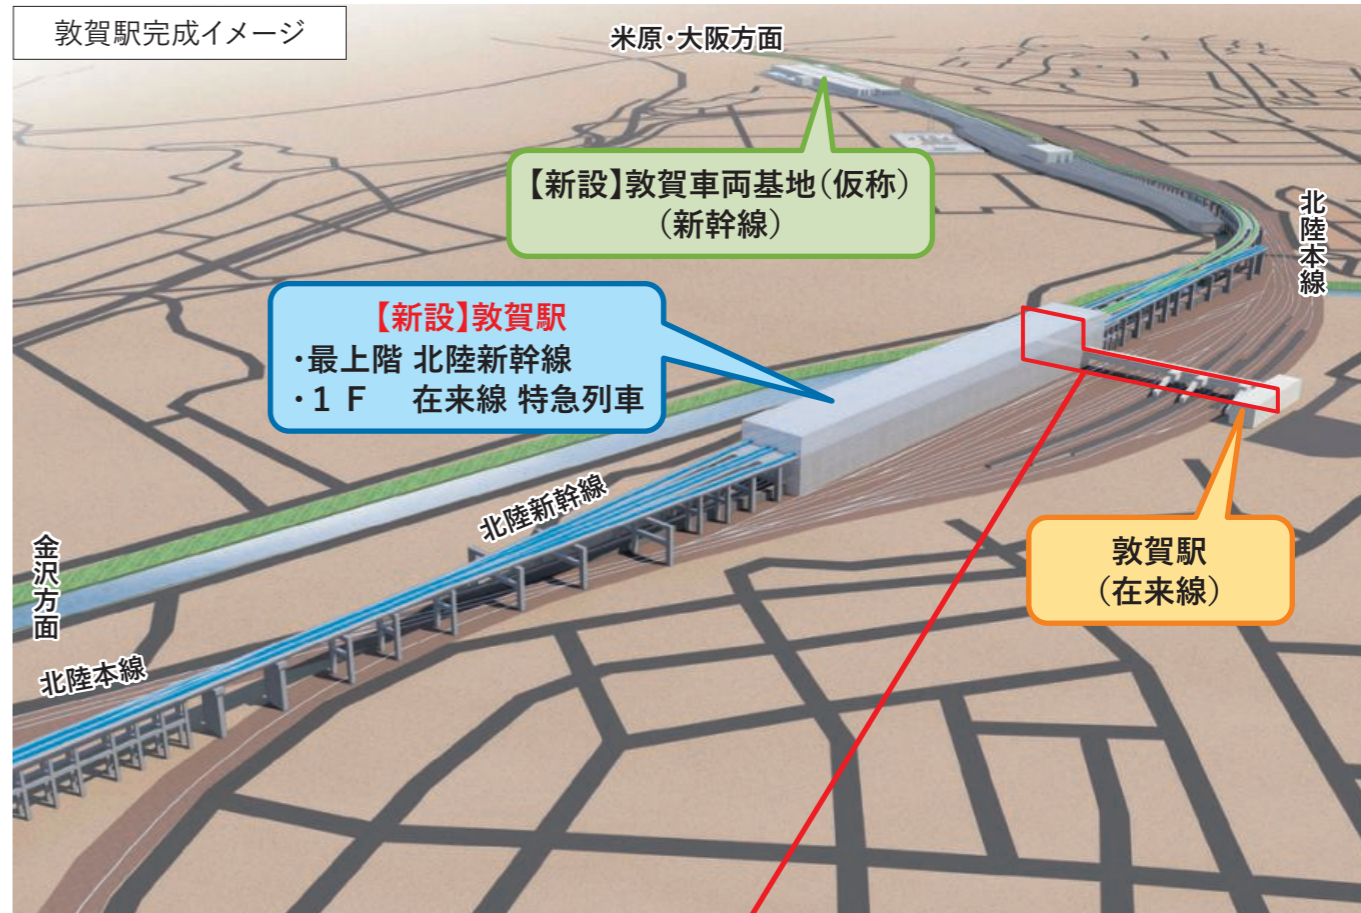 敦賀駅完成イメージ
米原・大阪方面
【新設】敦賀車両基地（仮称）
（新幹線）
北陸本線
【新設】敦賀駅
・最上階 北陸新幹線
・１Ｆ　在来線 特急列車
北陸新幹線
敦賀駅
（在来線）
金沢方面
北陸本線